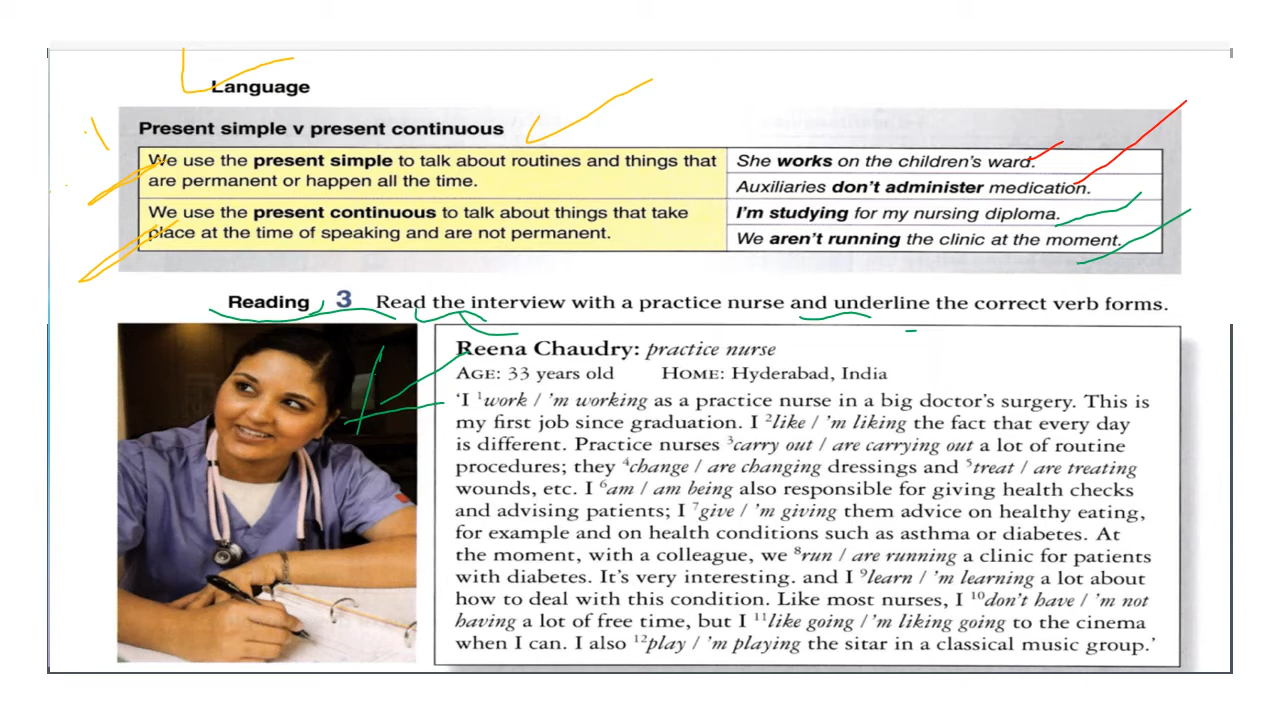 Language
Present simple v present continuous
We use the present simple to talk about routines and things that
are permanent or happen all the time.
She works on the children's ward.
Auxiliaries don't administer medication.
We use the present continuous to talk about things that take
place at the time of speaking and are not permanent.
I'm studying for my nursing diploma.
We aren't running the clinic at the moment.
Reading 3 Read the interview with a practice nurse and underline the correct verb forms.
Reena Chaudry: practice nurse
AGE: 33 years old HOME: Hyderabad, India
'I 1work / 'm working as a practice nurse in a big doctor's surgery. This is
my first job since graduation. I 2like / 'm liking the fact that every day
is different. Practice nurses 3carry out / are carrying out a lot of routine
procedures; they 4change / are changing dressings and 5treat / are treating
wounds, etc. I 6am / am being also responsible for giving health checks
and advising patients; I 7give / 'm giving them advice on healthy eating,
for example and on health conditions such as asthma or diabetes. At
the moment, with a colleague, we 8run / are running a clinic for patients
with diabetes. It's very interesting. and I 9learn / 'm learning a lot about
how to deal with this condition. Like most nurses, I 10don't have / 'm not
having a lot of free time, but I 11like going / 'm liking going to the cinema
when I can. I also 12play / 'm playing the sitar in a classical music group.'